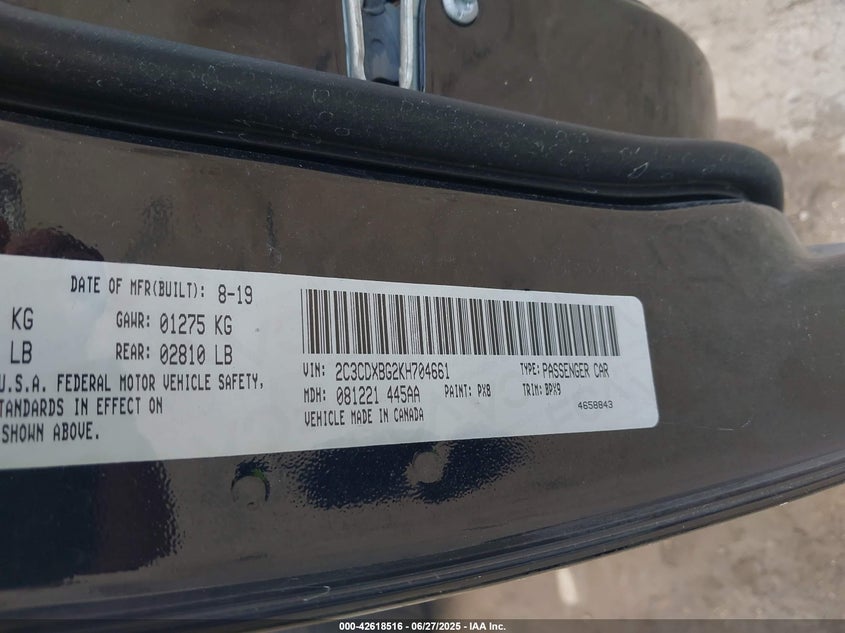 DATE OF MFR(BUILT): 8-19
KG GAWR: 01275 KG
LB REAR: 02810 LB
U.S.A. FEDERAL MOTOR VEHICLE SAFETY,
STANDARDS IN EFFECT ON
SHOWN ABOVE.
VIN: 2C3CDXBG2KH704661 TYPE: PASSENGER CAR
MDH: 081221 445AA PAINT: PX8 TRIM: BPX9
VEHICLE MADE IN CANADA 4658843
000-42618516 - 06/27/2025 - IAA Inc.